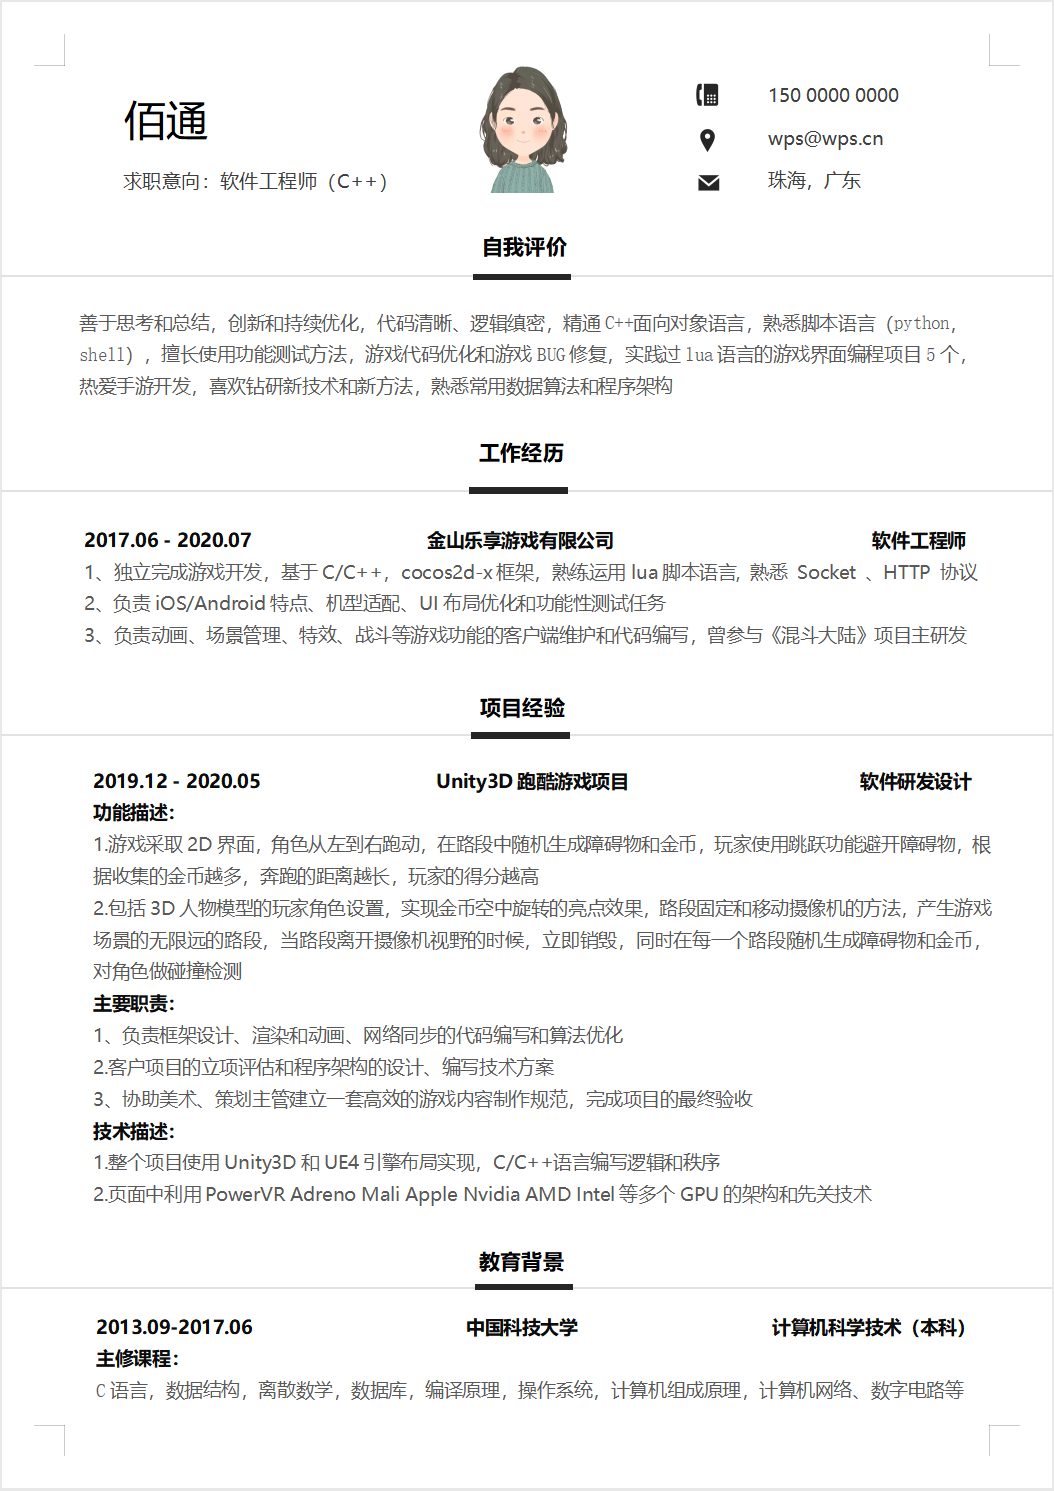 佰通
求职意向：软件工程师（C++）
150 0000 0000
wps@wps.cn
珠海，广东
自我评价
善于思考和总结，创新和持续优化，代码清晰、逻辑缜密，精通 C++面向对象语言，熟悉脚本语言（python，
shell），擅长使用功能测试方法，游戏代码优化和游戏 BUG 修复，实践过 lua 语言的游戏界面编程项目 5 个，
热爱手游开发，喜欢钻研新技术和新方法，熟悉常用数据算法和程序架构
工作经历
2017.06 - 2020.07 金山乐享游戏有限公司 软件工程师
1、独立完成游戏开发，基于 C/C++，cocos2d-x 框架，熟练运用 lua 脚本语言, 熟悉 Socket 、HTTP 协议
2、负责 iOS/Android 特点、机型适配、UI 布局优化和功能性测试任务
3、负责动画、场景管理、特效、战斗等游戏功能的客户端维护和代码编写，曾参与《混斗大陆》项目主研发
项目经验
2019.12 - 2020.05 Unity3D 跑酷游戏项目 软件研发设计
功能描述：
1.游戏采取 2D 界面，角色从左到右跑动，在路段中随机生成障碍物和金币，玩家使用跳跃功能避开障碍物，根
据收集的金币越多，奔跑的距离越长，玩家的得分越高
2.包括 3D 人物模型的玩家角色设置，实现金币空中旋转的亮点效果，路段固定和移动摄像机的方法，产生游戏
场景的无限远的路段，当路段离开摄像机视野的时候，立即销毁，同时在每一个路段随机生成障碍物和金币，
对角色做碰撞检测
主要职责：
1、负责框架设计、渲染和动画、网络同步的代码编写和算法优化
2.客户项目的立项评估和程序架构的设计、编写技术方案
3、协助美术、策划主管建立一套高效的游戏内容制作规范，完成项目的最终验收
技术描述：
1.整个项目使用 Unity3D 和 UE4 引擎布局实现，C/C++语言编写逻辑和秩序
2.页面中利用 PowerVR Adreno Mali Apple Nvidia AMD Intel 等多个 GPU 的架构和先关技术
教育背景
2013.09-2017.06 中国科技大学 计算机科学技术（本科）
主修课程：
C 语言，数据结构，离散数学，数据库，编译原理，操作系统，计算机组成原理，计算机网络、数字电路等